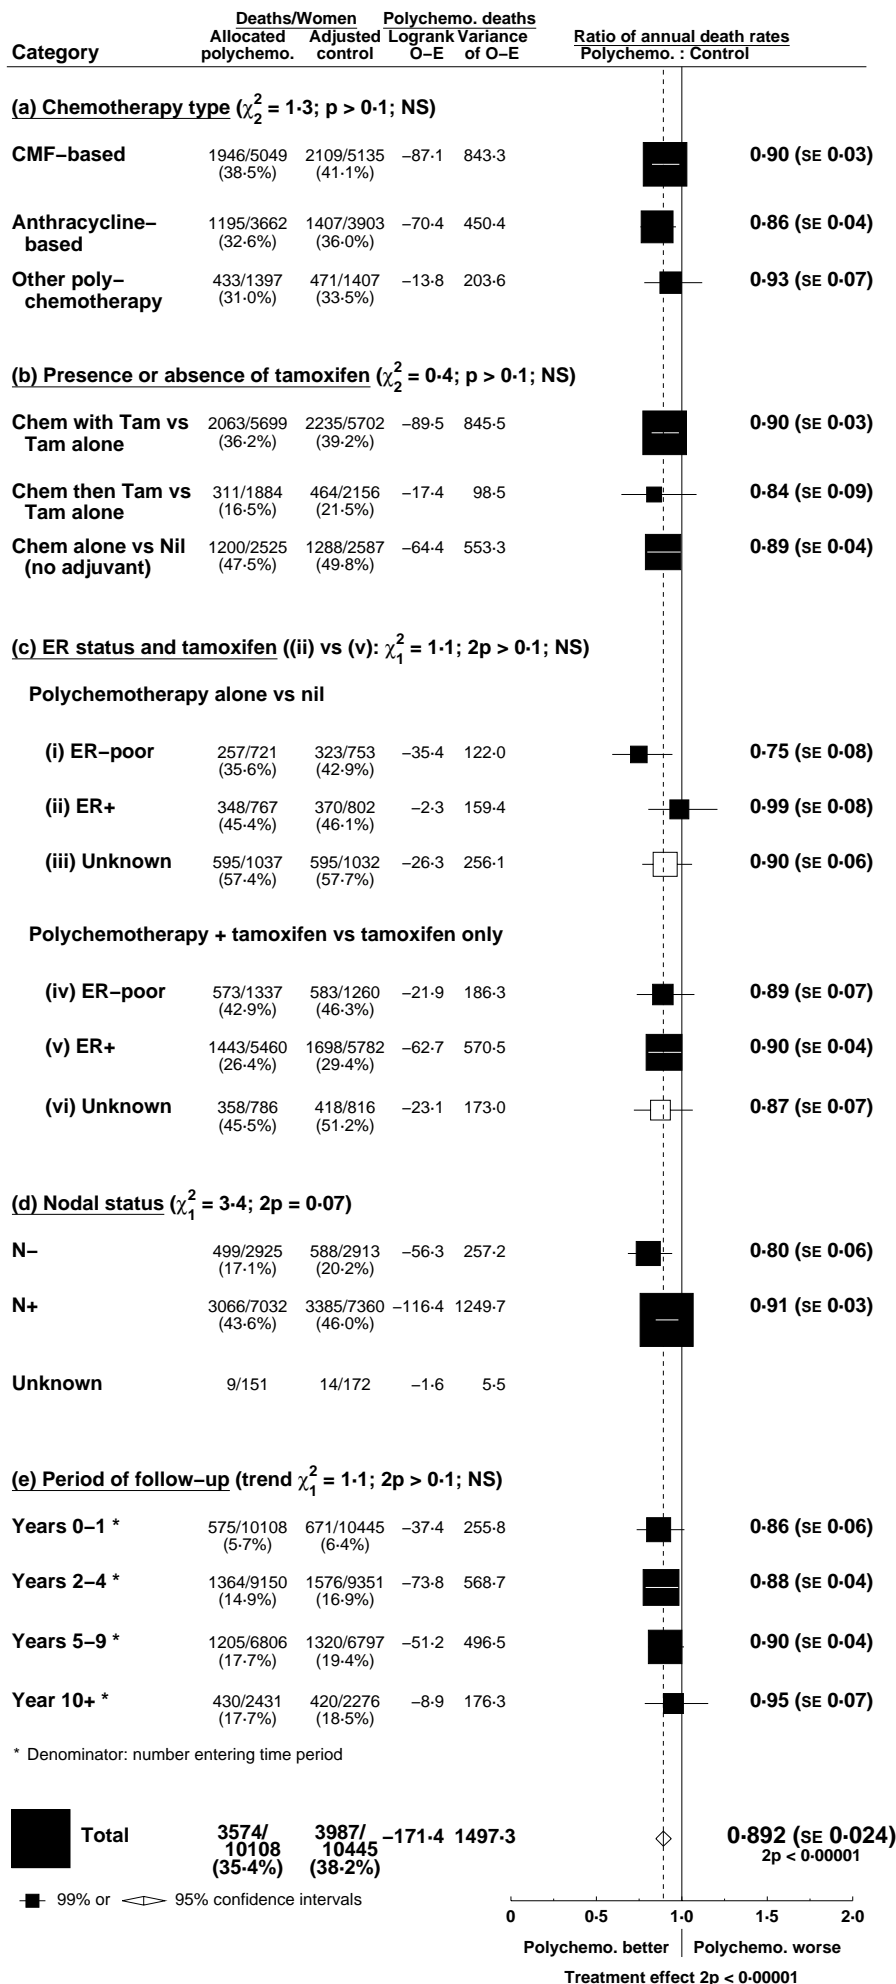 Deaths/Women Polychemo. deaths
Allocated Adjusted Logrank Variance Ratio of annual death rates
Category polychemo. control O–E of O–E Polychemo. : Control
(a) Chemotherapy type (χ²₂ = 1·3; p > 0·1; NS)
CMF–based 1946/5049 2109/5135 –87·1 843·3 0·90 (SE 0·03)
(38·5%) (41·1%)
Anthracycline– 1195/3662 1407/3903 –70·4 450·4 0·86 (SE 0·04)
based (32·6%) (36·0%)
Other poly– 433/1397 471/1407 –13·8 203·6 0·93 (SE 0·07)
chemotherapy (31·0%) (33·5%)
(b) Presence or absence of tamoxifen (χ²₂ = 0·4; p > 0·1; NS)
Chem with Tam vs 2063/5699 2235/5702 –89·5 845·5 0·90 (SE 0·03)
Tam alone (36·2%) (39·2%)
Chem then Tam vs 311/1884 464/2156 –17·4 98·5 0·84 (SE 0·09)
Tam alone (16·5%) (21·5%)
Chem alone vs Nil 1200/2525 1288/2587 –64·4 553·3 0·89 (SE 0·04)
(no adjuvant) (47·5%) (49·8%)
(c) ER status and tamoxifen ((ii) vs (v): χ²₁ = 1·1; 2p > 0·1; NS)
Polychemotherapy alone vs nil
(i) ER–poor 257/721 323/753 –35·4 122·0 0·75 (SE 0·08)
(35·6%) (42·9%)
(ii) ER+ 348/767 370/802 –2·3 159·4 0·99 (SE 0·08)
(45·4%) (46·1%)
(iii) Unknown 595/1037 595/1032 –26·3 256·1 0·90 (SE 0·06)
(57·4%) (57·7%)
Polychemotherapy + tamoxifen vs tamoxifen only
(iv) ER–poor 573/1337 583/1260 –21·9 186·3 0·89 (SE 0·07)
(42·9%) (46·3%)
(v) ER+ 1443/5460 1698/5782 –62·7 570·5 0·90 (SE 0·04)
(26·4%) (29·4%)
(vi) Unknown 358/786 418/816 –23·1 173·0 0·87 (SE 0·07)
(45·5%) (51·2%)
(d) Nodal status (χ²₁ = 3·4; 2p = 0·07)
N– 499/2925 588/2913 –56·3 257·2 0·80 (SE 0·06)
(17·1%) (20·2%)
N+ 3066/7032 3385/7360 –116·4 1249·7 0·91 (SE 0·03)
(43·6%) (46·0%)
Unknown 9/151 14/172 –1·6 5·5
(e) Period of follow–up (trend χ²₁ = 1·1; 2p > 0·1; NS)
Years 0–1 * 575/10108 671/10445 –37·4 255·8 0·86 (SE 0·06)
(5·7%) (6·4%)
Years 2–4 * 1364/9150 1576/9351 –73·8 568·7 0·88 (SE 0·04)
(14·9%) (16·9%)
Years 5–9 * 1205/6806 1320/6797 –51·2 496·5 0·90 (SE 0·04)
(17·7%) (19·4%)
Year 10+ * 430/2431 420/2276 –8·9 176·3 0·95 (SE 0·07)
(17·7%) (18·5%)
* Denominator: number entering time period
Total 3574/ 3987/ –171·4 1497·3 0·892 (SE 0·024)
10108 10445 2p < 0·00001
(35·4%) (38·2%)
99% or 95% confidence intervals
0 0·5 1·0 1·5 2·0
Polychemo. better Polychemo. worse
Treatment effect 2p < 0·00001